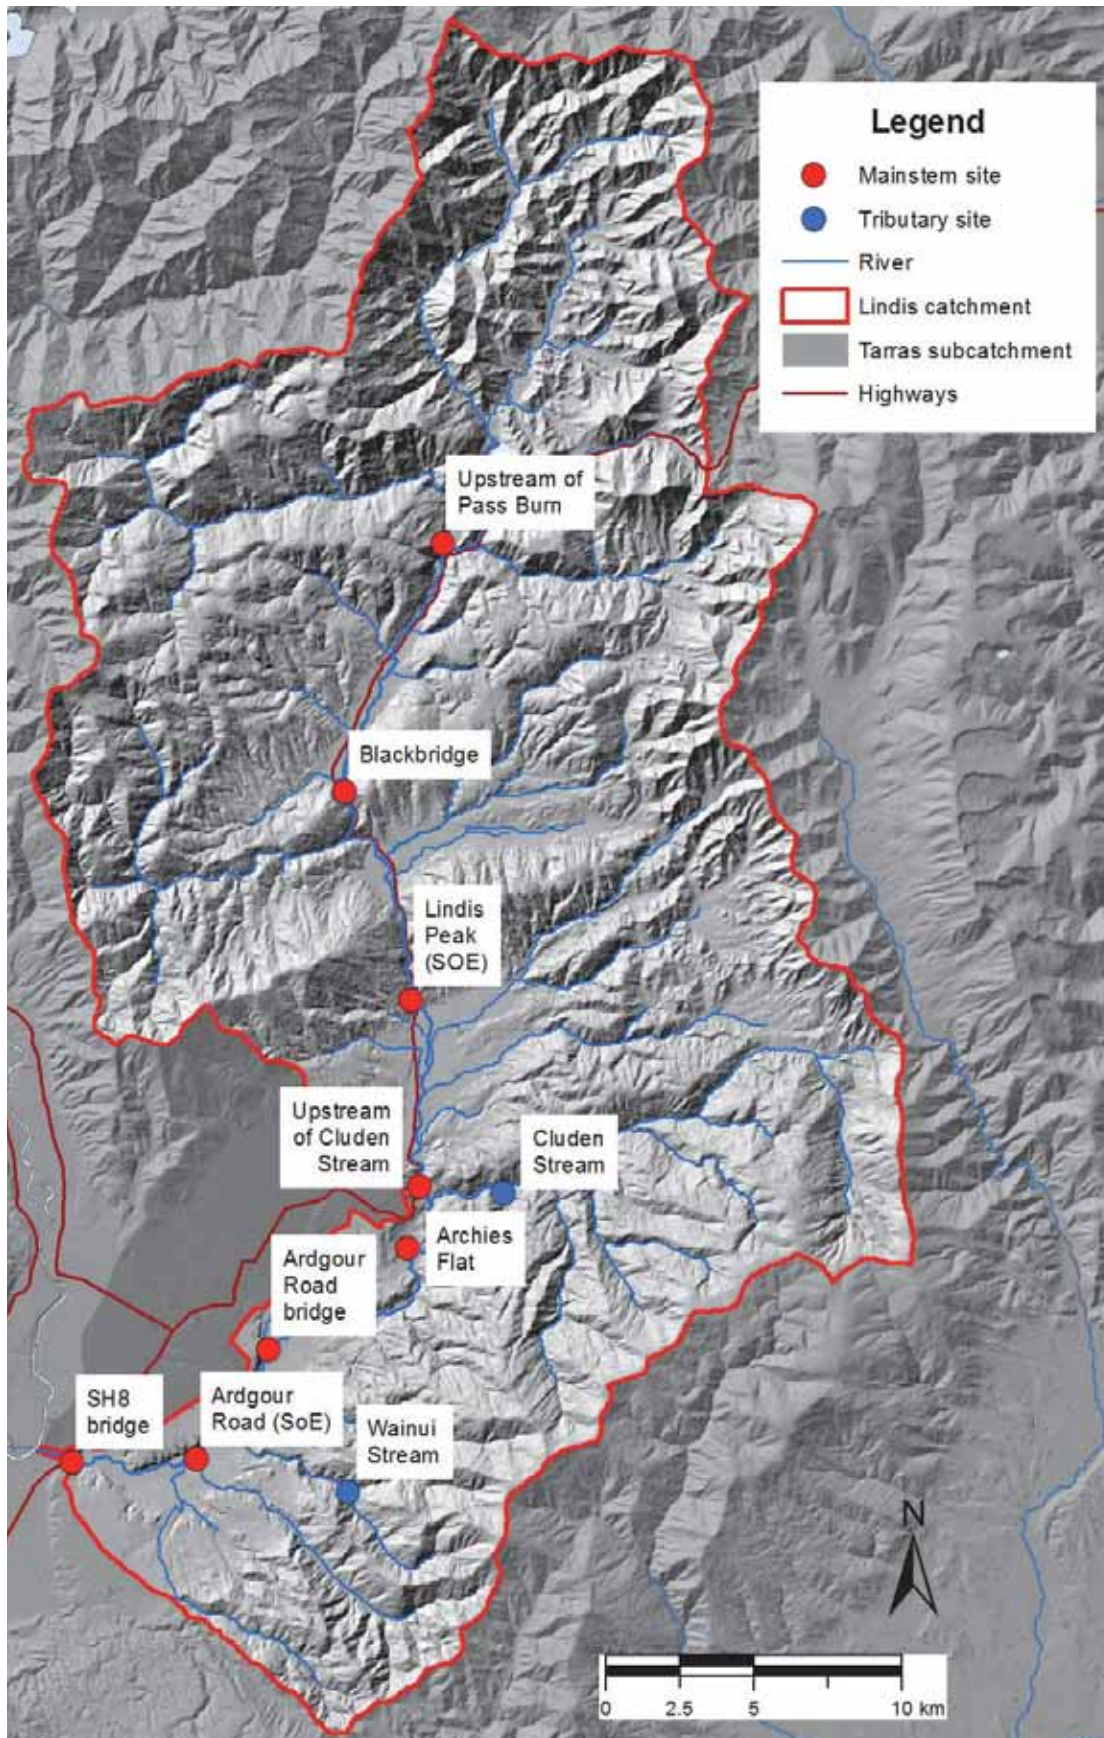 Legend
Mainstem site
Tributary site
River
Lindis catchment
Tarras subcatchment
Highways
Upstream of
Pass Burn
Blackbridge
Lindis
Peak
(SOE)
Upstream
of Cluden
Stream
Cluden
Stream
Archies
Flat
Ardgour
Road
bridge
SH8
bridge
Ardgour
Road (SoE)
Wainui
Stream
N
0 2.5 5 10 km